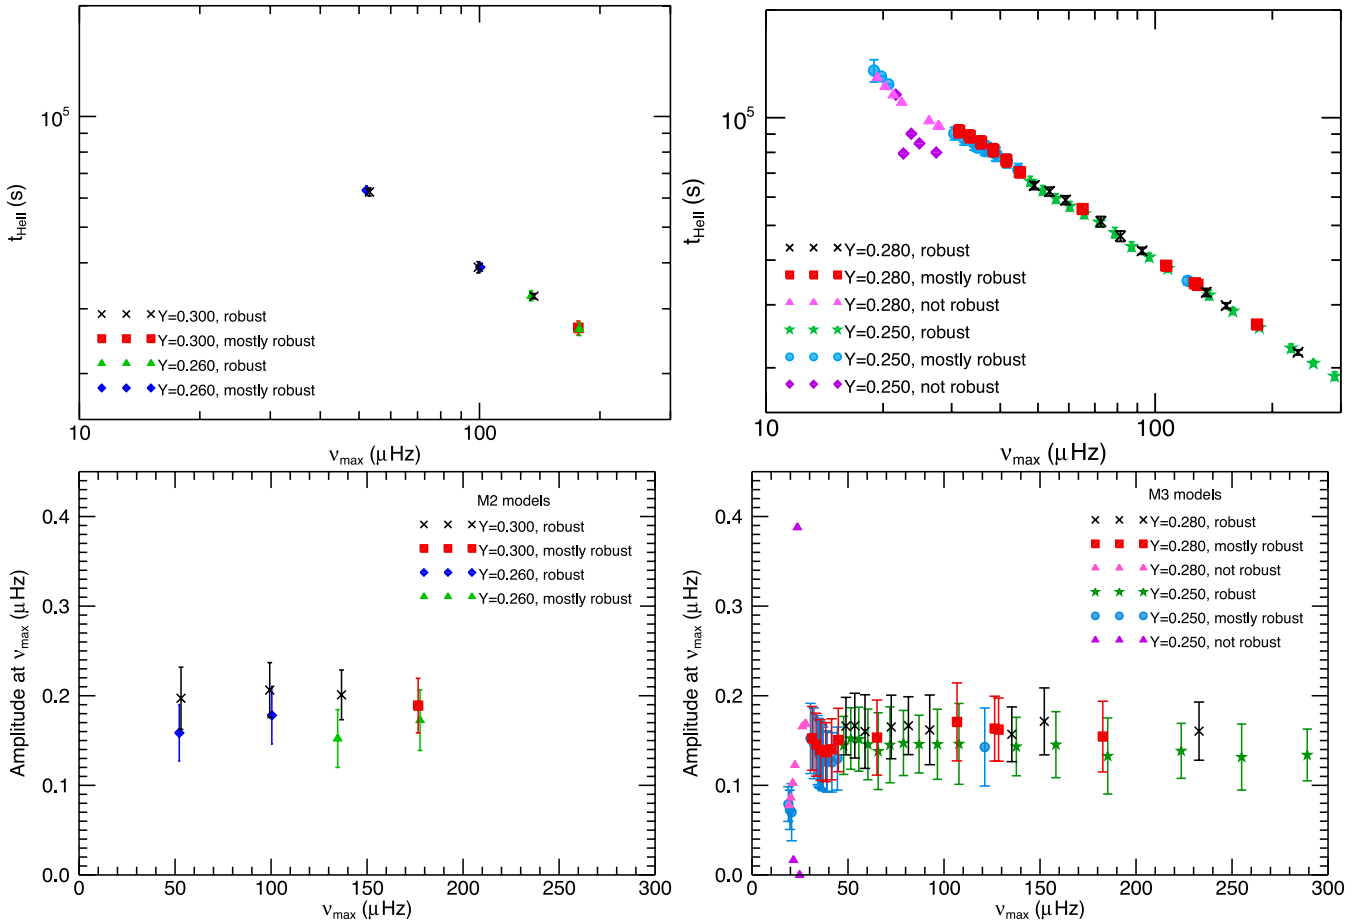 10⁵
t_HeII (s)
Y=0.300, robust
Y=0.300, mostly robust
Y=0.260, robust
Y=0.260, mostly robust
10 100
ν_max (μHz)
10⁵
t_HeII (s)
Y=0.280, robust
Y=0.280, mostly robust
Y=0.280, not robust
Y=0.250, robust
Y=0.250, mostly robust
Y=0.250, not robust
10 100
ν_max (μHz)
M2 models
Y=0.300, robust
Y=0.300, mostly robust
Y=0.260, robust
Y=0.260, mostly robust
Amplitude at ν_max (μHz)
0.4
0.3
0.2
0.1
0.0
0 50 100 150 200 250 300
ν_max (μHz)
M3 models
Y=0.280, robust
Y=0.280, mostly robust
Y=0.280, not robust
Y=0.250, robust
Y=0.250, mostly robust
Y=0.250, not robust
Amplitude at ν_max (μHz)
0.4
0.3
0.2
0.1
0.0
0 50 100 150 200 250 300
ν_max (μHz)